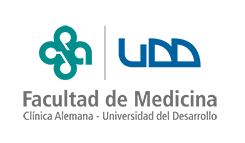 UDD
Facultad de Medicina
Clínica Alemana - Universidad del Desarrollo